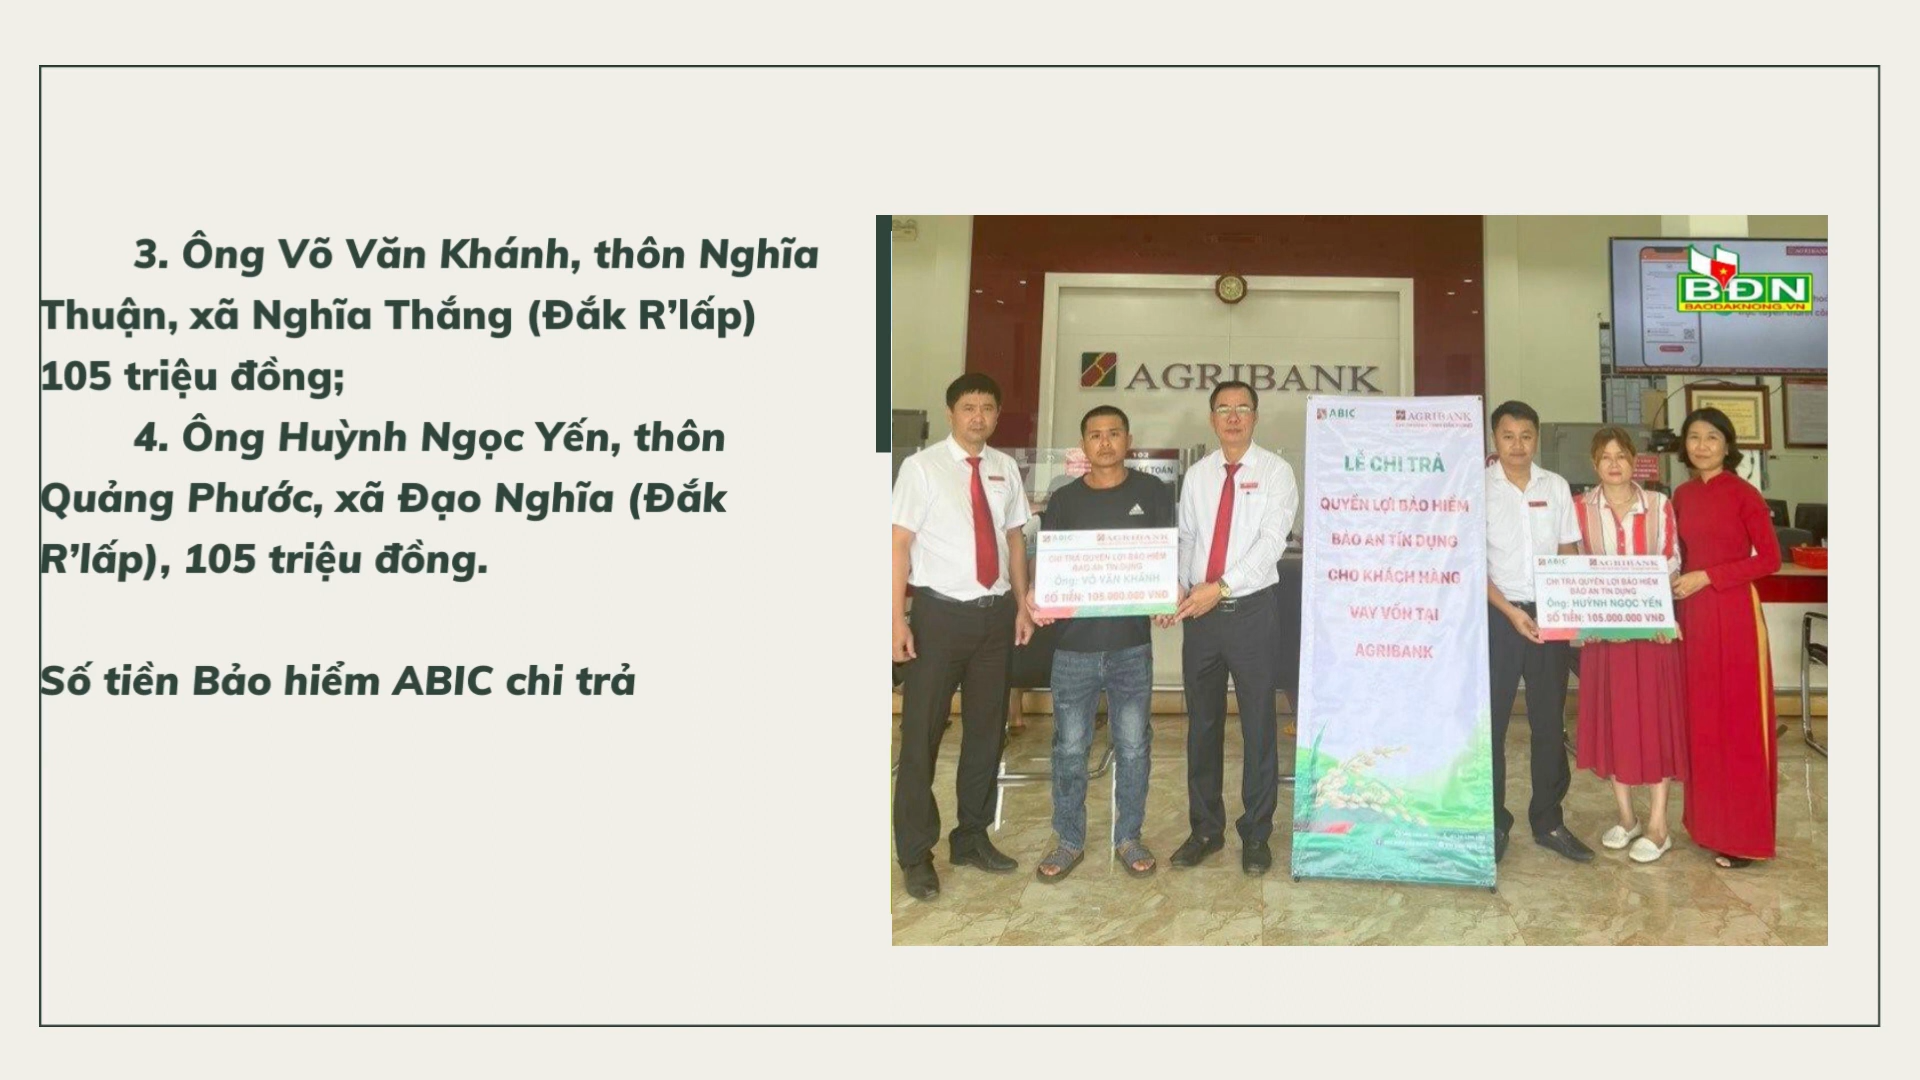 3. Ông Võ Văn Khánh, thôn Nghĩa
Thuận, xã Nghĩa Thắng (Đắk R’lấp)
105 triệu đồng;
4. Ông Huỳnh Ngọc Yến, thôn
Quảng Phước, xã Đạo Nghĩa (Đắk
R’lấp), 105 triệu đồng.
Số tiền Bảo hiểm ABIC chi trả
BĐN
BAODAKNONG.VN
AGRIBANK
ABIC AGRIBANK
LỄ CHI TRẢ
QUYỀN LỢI BẢO HIỂM
BẢO AN TÍN DỤNG
CHO KHÁCH HÀNG
VAY VỐN TẠI
AGRIBANK
103
KẾ TOÁN
ABIC AGRIBANK
CHI TRẢ QUYỀN LỢI BẢO HIỂM
BẢO AN TÍN DỤNG
Ông: VÕ VĂN KHÁNH
SỐ TIỀN: 105.000.000 VNĐ
ABIC AGRIBANK
CHI TRẢ QUYỀN LỢI BẢO HIỂM
BẢO AN TÍN DỤNG
Ông: HUỲNH NGỌC YẾN
SỐ TIỀN: 105.000.000 VNĐ